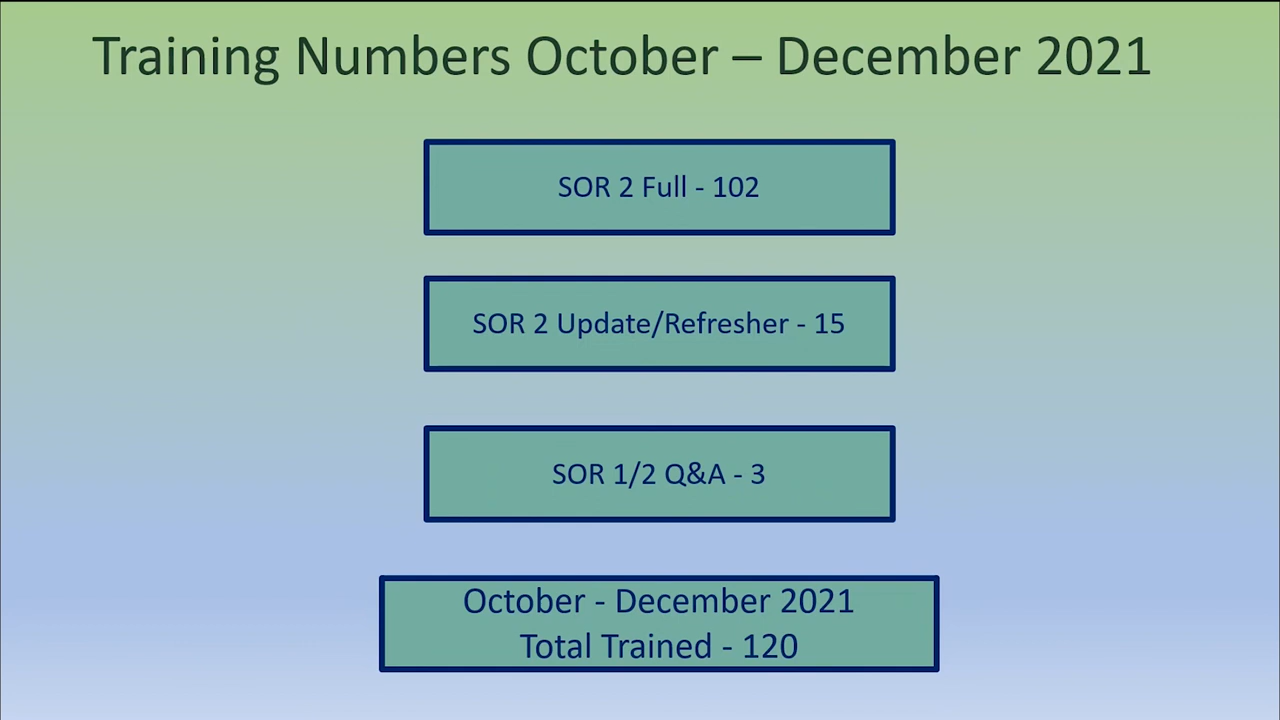 Training Numbers October – December 2021
SOR 2 Full - 102
SOR 2 Update/Refresher - 15
SOR 1/2 Q&A - 3
October - December 2021
Total Trained - 120